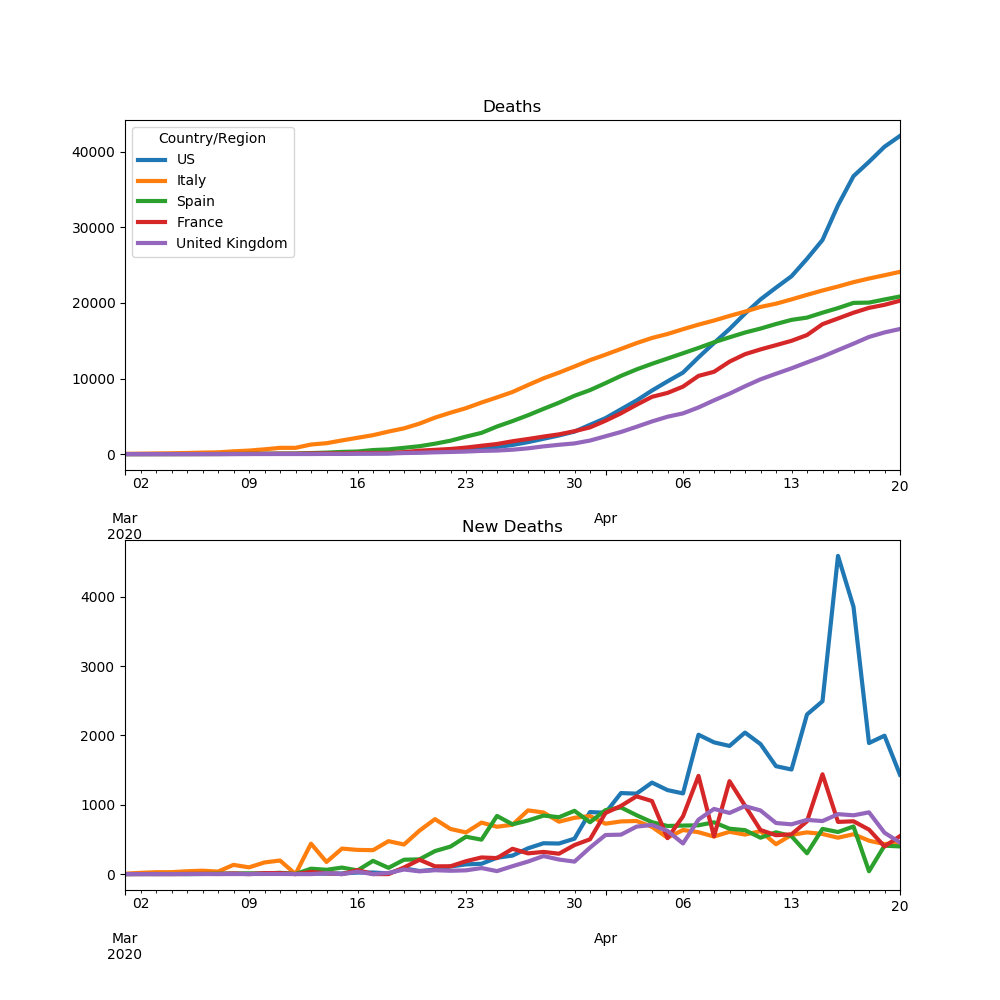 Deaths
Country/Region
US
Italy
Spain
France
United Kingdom
40000
30000
20000
10000
0
02 09 16 23 30 06 13 20
Mar Apr
2020
New Deaths
4000
3000
2000
1000
0
02 09 16 23 30 06 13 20
Mar Apr
2020